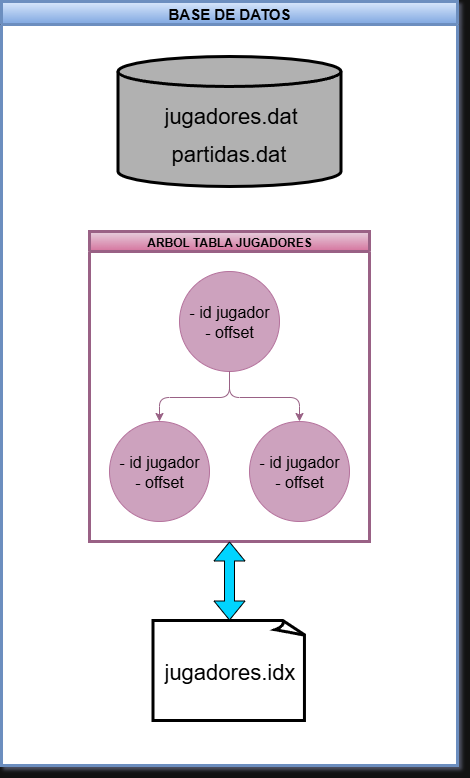 BASE DE DATOS
jugadores.dat
partidas.dat
ARBOL TABLA JUGADORES
- id jugador
- offset
- id jugador
- offset
- id jugador
- offset
jugadores.idx